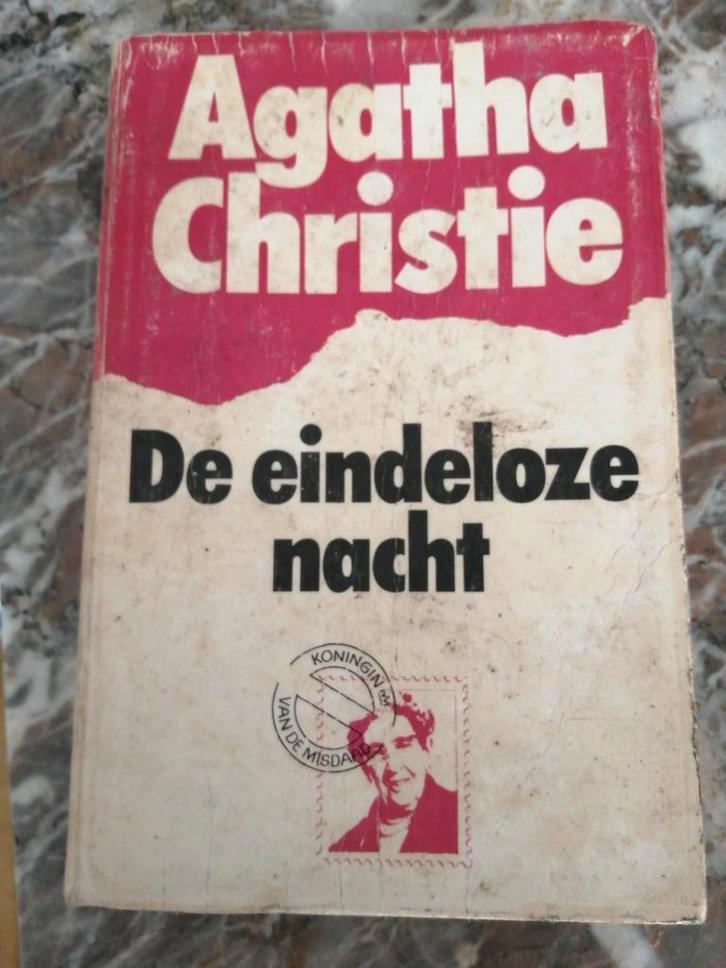 Agatha
Christie
De eindeloze
nacht
KONINGIN
VAN DE MISDAAD